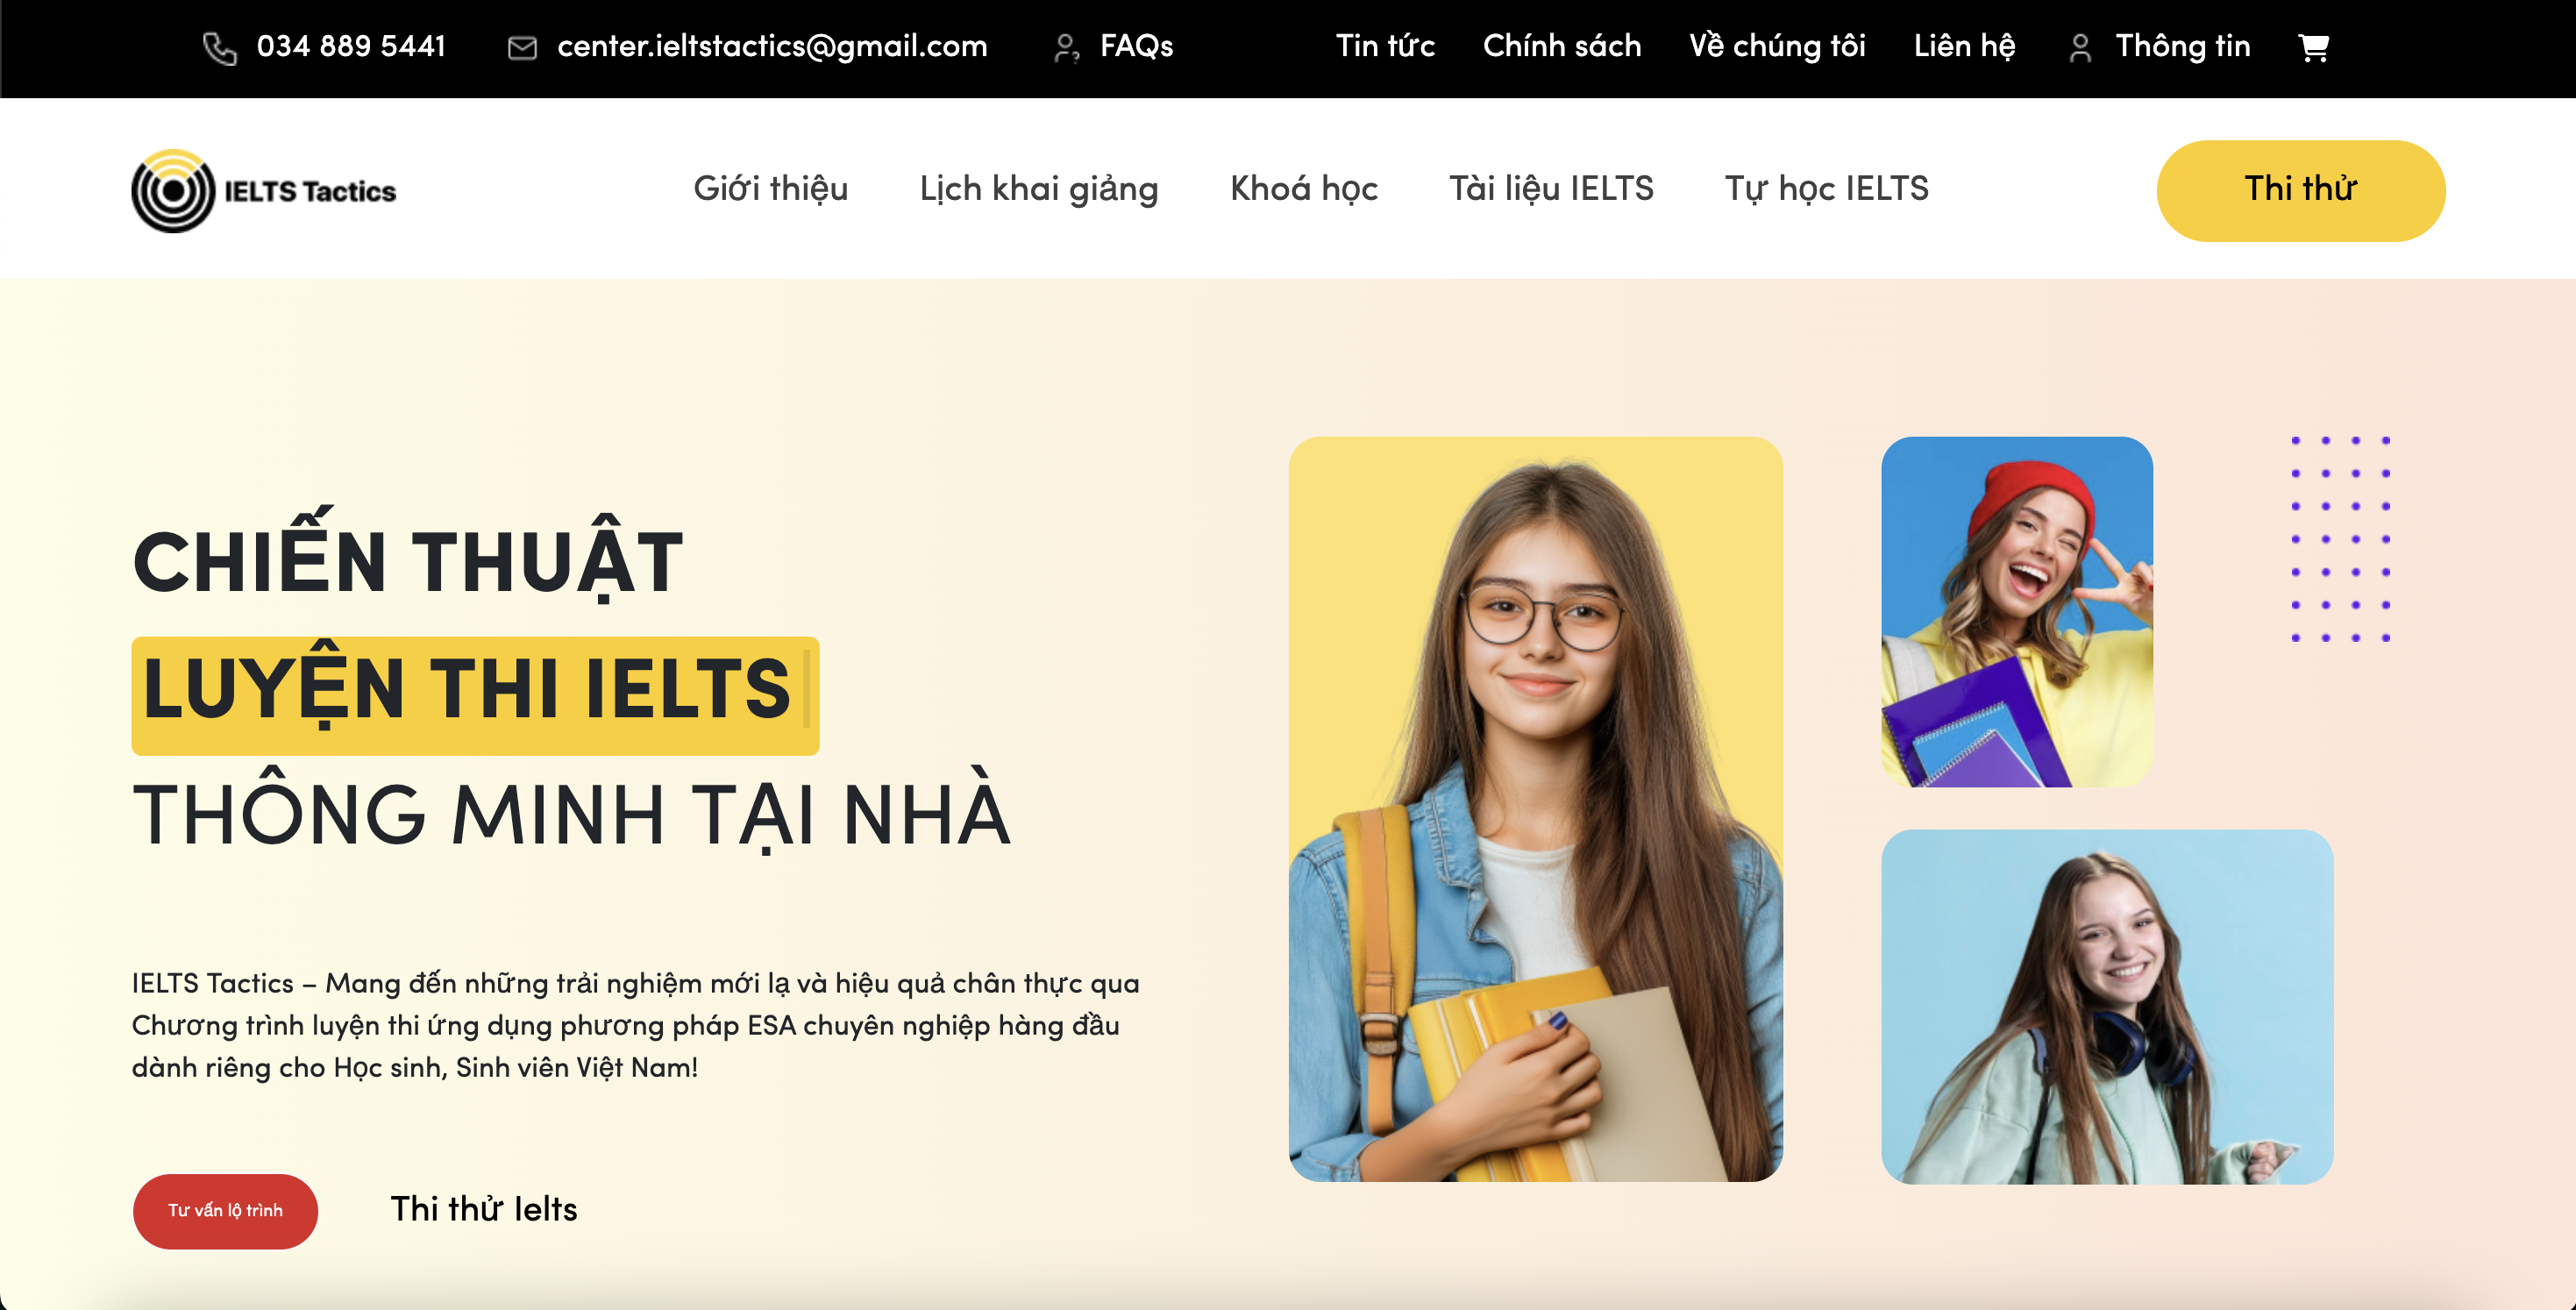 034 889 5441 center.ieltstactics@gmail.com FAQs Tin tức Chính sách Về chúng tôi Liên hệ Thông tin
IELTS Tactics Giới thiệu Lịch khai giảng Khoá học Tài liệu IELTS Tự học IELTS Thi thử
CHIẾN THUẬT
LUYỆN THI IELTS
THÔNG MINH TẠI NHÀ
IELTS Tactics – Mang đến những trải nghiệm mới lạ và hiệu quả chân thực qua
Chương trình luyện thi ứng dụng phương pháp ESA chuyên nghiệp hàng đầu
dành riêng cho Học sinh, Sinh viên Việt Nam!
Tư vấn lộ trình Thi thử Ielts